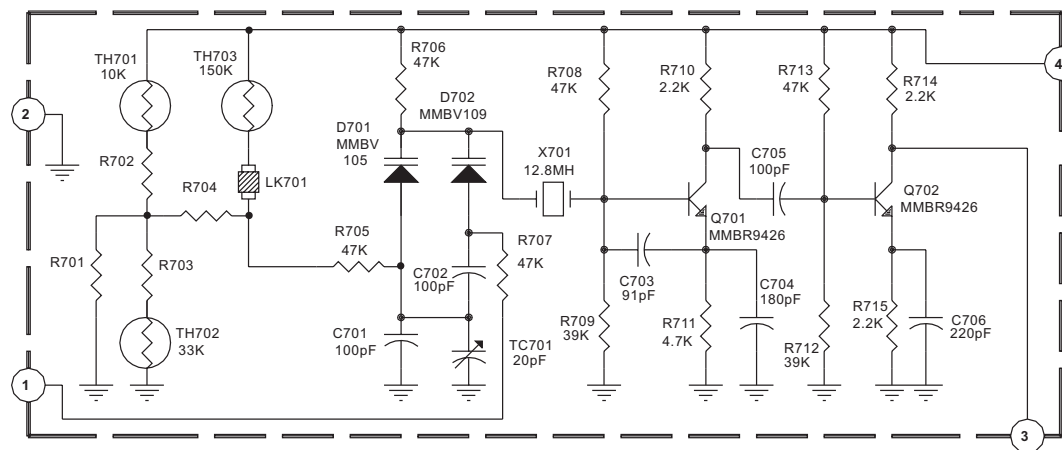 TH701
10K
TH703
150K
R706
47K
D702
MMBV109
D701
MMBV
105
R708
47K
R710
2.2K
R713
47K
R714
2.2K
4
2
R702
R704
LK701
X701
12.8MH
C705
100pF
Q701
MMBR9426
Q702
MMBR9426
R701
R703
R705
47K
R707
47K
C702
100pF
C703
91pF
C704
180pF
TH702
33K
C701
100pF
TC701
20pF
R709
39K
R711
4.7K
R712
39K
R715
2.2K
C706
220pF
1
3